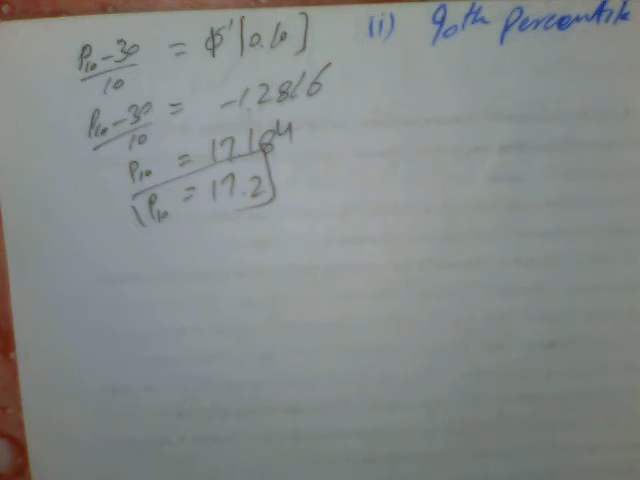 P₁₀ - 30 / 10 = Φ⁻¹[0.10]
P₁₀ - 30 / 10 = -1.2816
P₁₀ = 17.184
P₁₀ = 17.2
ii) 90th percentile